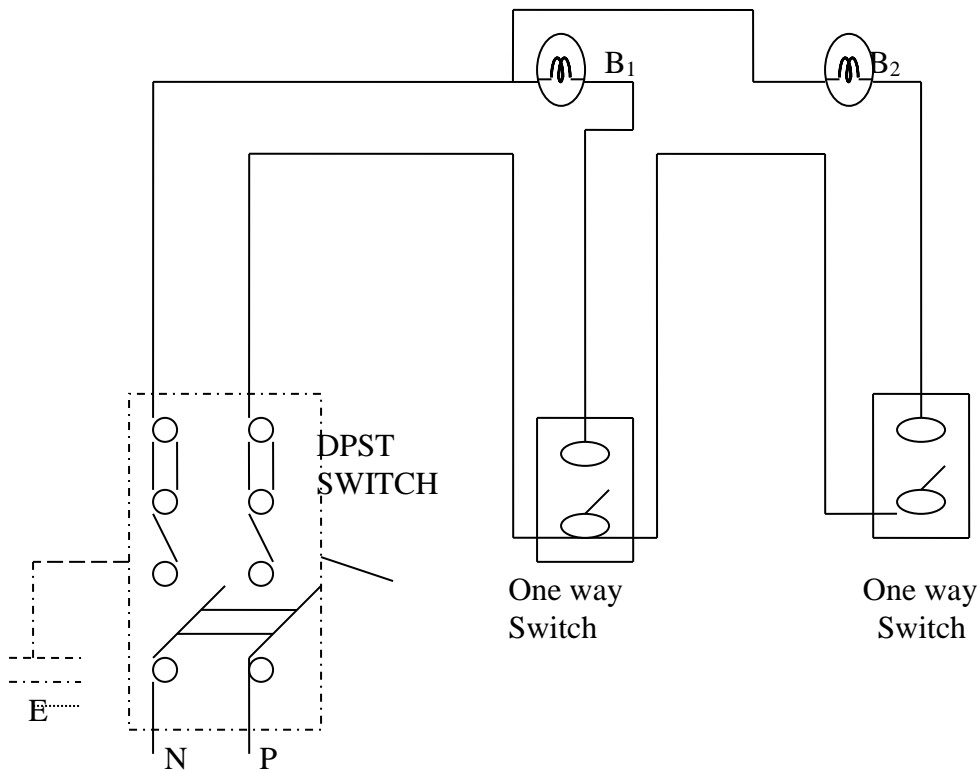 B₁
B₂
DPST
SWITCH
One way
Switch
One way
Switch
E
N
P